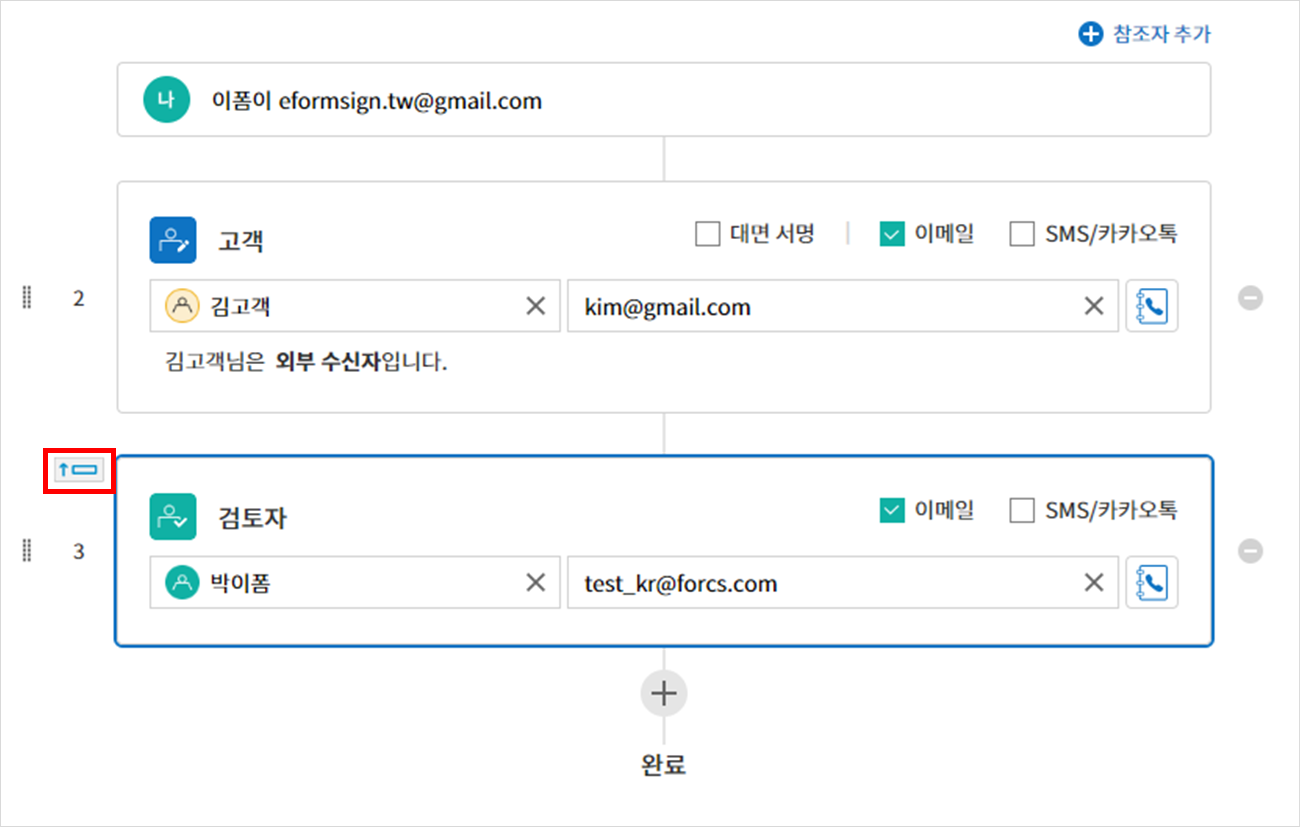 참조자 추가
나 이폼이 eformsign.tw@gmail.com
고객 대면 서명 이메일 SMS/카카오톡
2 김고객 kim@gmail.com
김고객님은 외부 수신자입니다.
검토자 이메일 SMS/카카오톡
3 박이폼 test_kr@forcs.com
완료